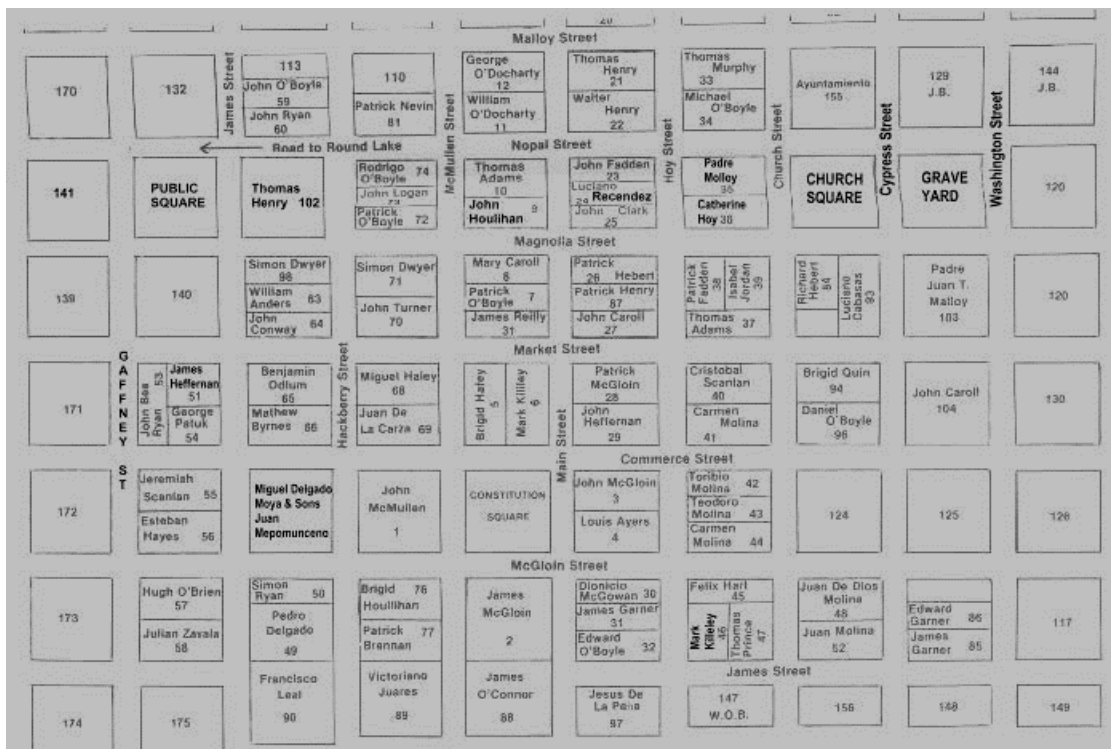 Malloy Street
170
132
James Street
113
John O'Boyle
59
John Ryan
60
110
Patrick Nevin
81
McMullen Street
George
O'Docharty
12
William
O'Docharty
11
Thomas
Henry
21
Walter
Henry
22
Hoy Street
Thomas
Murphy
33
Michael
O'Boyle
34
Church Street
Ayuntamiento
155
Cypress Street
129
J.B.
Washington Street
144
J.B.
← Road to Round Lake
Nopal Street
141
PUBLIC
SQUARE
Thomas
Henry 102
Rodrigo 74
O'Boyle
John Logan
73
Patrick
O'Boyle 72
Thomas
Adams
10
John
Houlihan 9
John Fadden
23
Luciano
24 Recendez
John Clark
25
Padre
Molloy
35
Catherine
Hoy 36
CHURCH
SQUARE
GRAVE
YARD
120
Magnolia Street
139
140
Simon Dwyer
98
William
Anders 63
John
Conway 64
Simon Dwyer
71
John Turner
70
Mary Caroll
8
Patrick
O'Boyle 7
James Reilly
31
Patrick
26 Hebert
Patrick Henry
87
John Caroll
27
Patrick
Fadden
38
Isabel
Jordan
39
Thomas
Adams 37
Richard
Hebert
84
Luciano
Cabasas
93
Padre
Juan T.
Malloy
103
120
Market Street
GAFFNEY ST
171
John Bea
Ryan
53
James
Heffernan
51
George
Patuk
54
Benjamin
Odlum
65
Mathew
Byrnes 66
Hackberry Street
Miguel Haley
68
Juan De
La Carza 69
Brigid Haley
5
Mark Killiley
6
Main Street
Patrick
McGloin
28
John
Heffernan
29
Cristobal
Scanlan
40
Carmen
Molina
41
Brigid Quin
94
Daniel
O'Boyle
96
John Caroll
104
130
Commerce Street
172
Jeremiah
Scanlan 55
Esteban
Hayes 56
Miguel Delgado
Moya & Sons
Juan
Mepomunceno
John
McMullen
1
CONSTITUTION
SQUARE
John McGloin
3
Louis Ayers
4
Toribio
Molina 42
Teodoro
Molina 43
Carmen
Molina 44
124
125
126
McGloin Street
173
Hugh O'Brien
57
Julian Zavala
58
Simon
Ryan 50
Pedro
Delgado
49
Brigid 76
Houlihan
Patrick 77
Brennan
James
McGloin
2
Dionicio
McGowan 30
James Garner
31
Edward
O'Boyle 32
Felix Hart
45
Mark
Killeley
46
Thomas
Prince
47
Juan De Dios
Molina
48
Juan Molina
52
Edward
Garner 86
James
Garner 85
117
James Street
174
175
Francisco
Leal
90
Victoriano
Juares
89
James
O'Connor
88
Jesus De
La Pena
97
147
W.O.B.
156
148
149